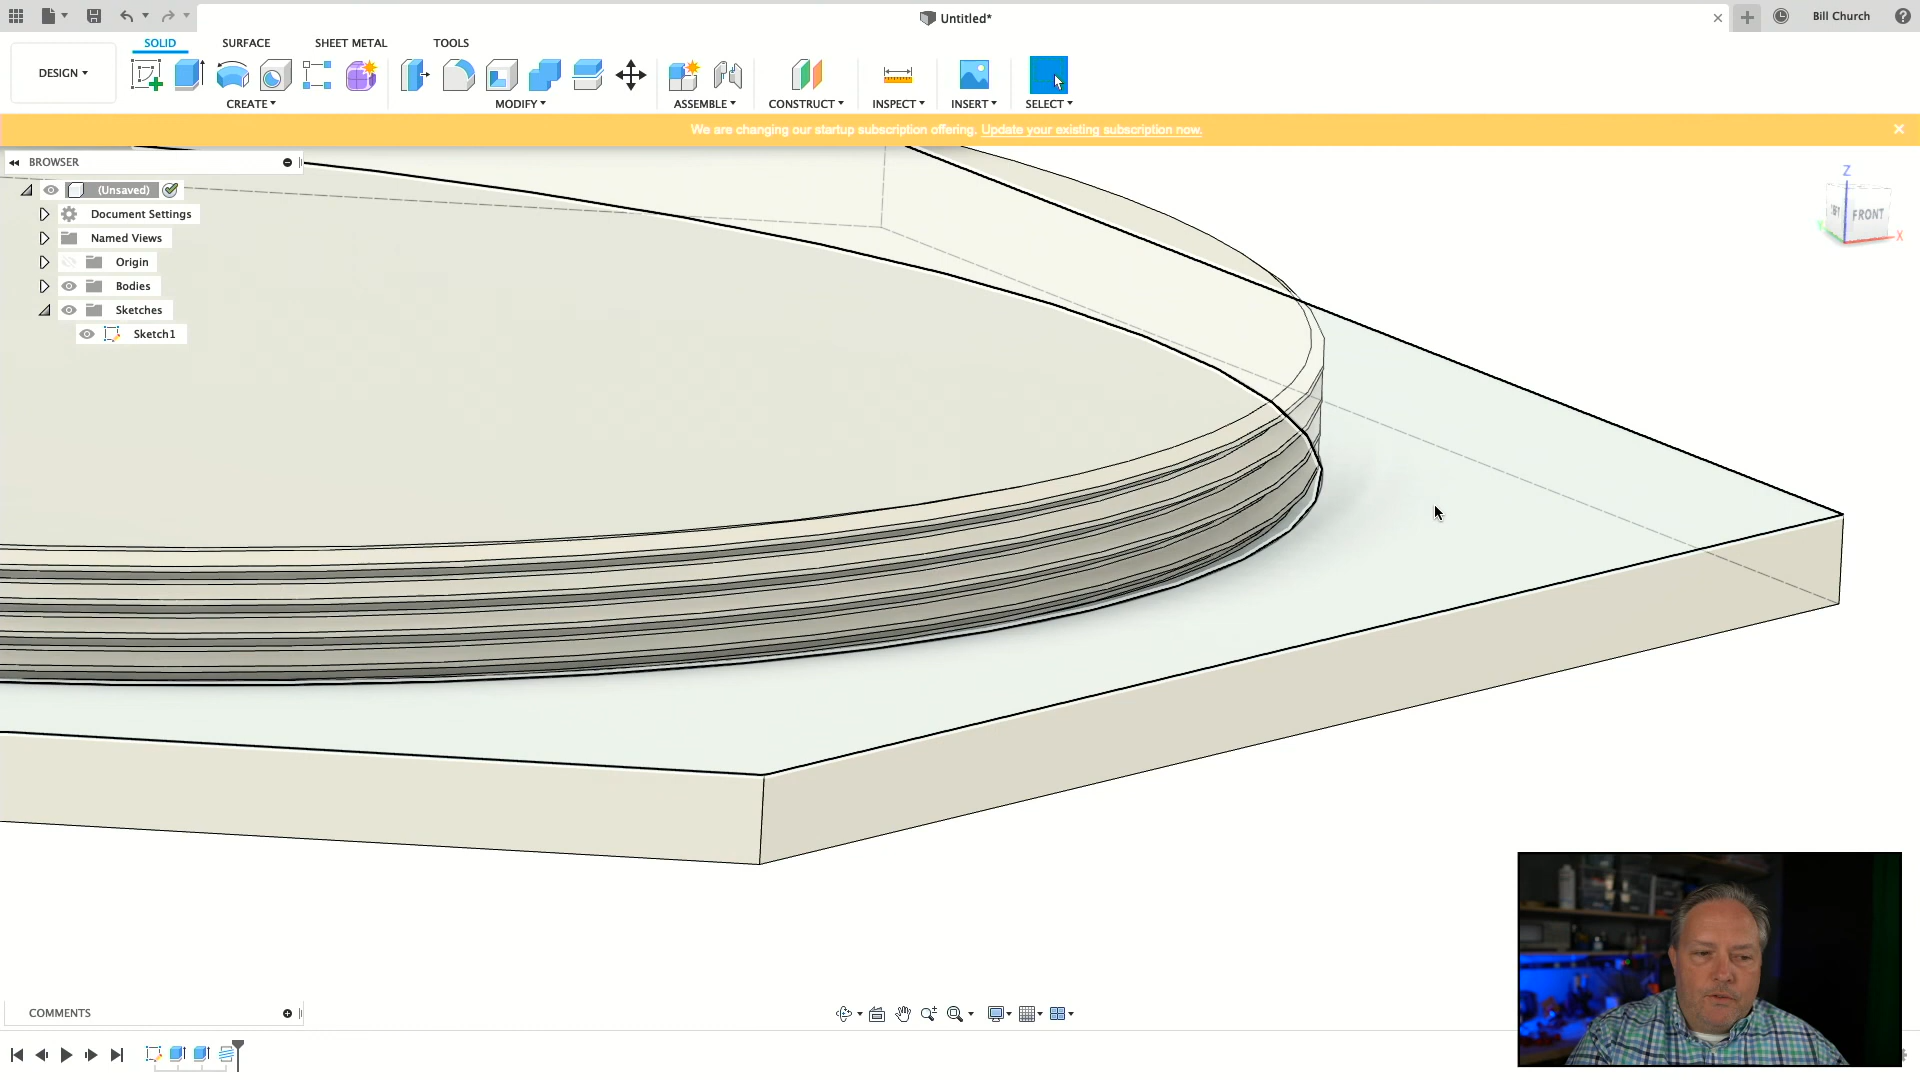 Untitled*
Bill Church
SOLID SURFACE SHEET METAL TOOLS
DESIGN
CREATE MODIFY ASSEMBLE CONSTRUCT INSPECT INSERT SELECT
We are changing our startup subscription offering. Update your existing subscription now.
BROWSER
(Unsaved)
Document Settings
Named Views
Origin
Bodies
Sketches
Sketch1
Z
FRONT
X
COMMENTS